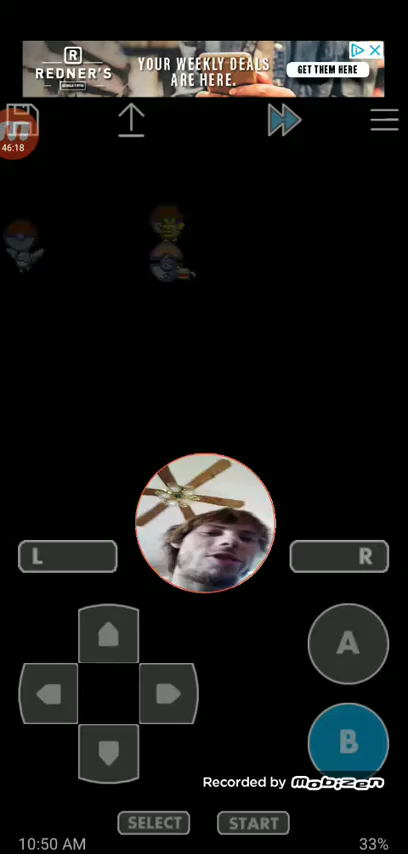 R
REDNER'S
YOUR WEEKLY DEALS
ARE HERE.
GET THEM HERE
46:18
L
R
A
B
Recorded by Mobizen
SELECT
START
10:50 AM
33%